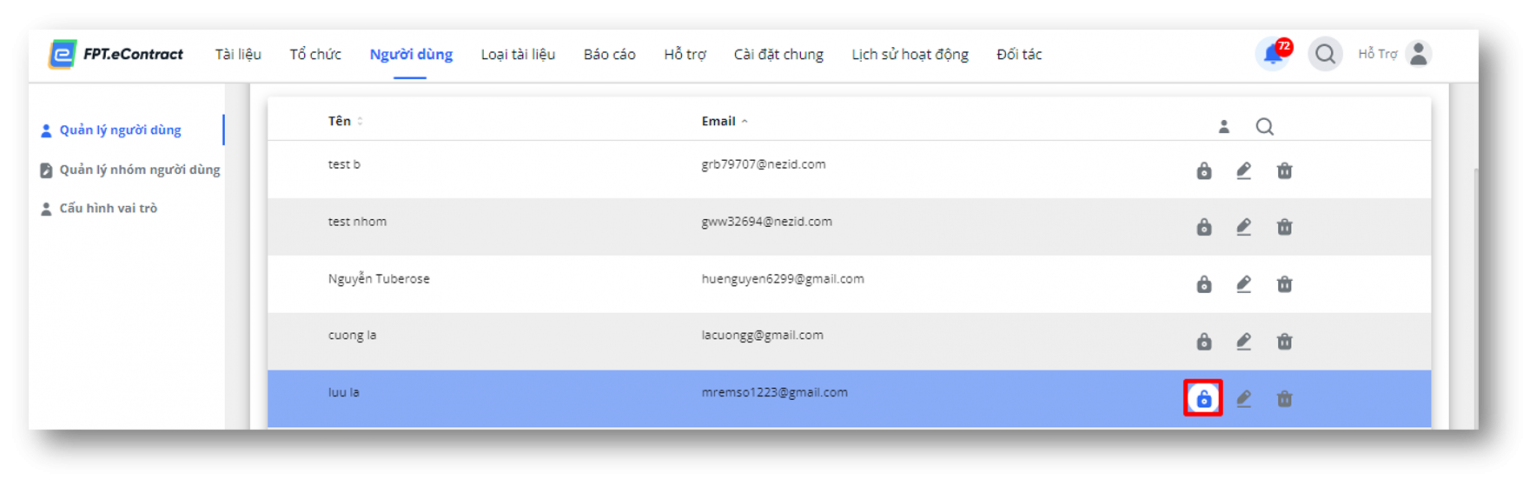 FPT.eContract Tài liệu Tổ chức Người dùng Loại tài liệu Báo cáo Hỗ trợ Cài đặt chung Lịch sử hoạt động Đối tác 72 Hỗ Trợ
Quản lý người dùng
Quản lý nhóm người dùng
Cấu hình vai trò
Tên Email
test b grb79707@nezid.com
test nhom gww32694@nezid.com
Nguyễn Tuberose huenguyen6299@gmail.com
cuong la lacuongg@gmail.com
luu la mremso1223@gmail.com